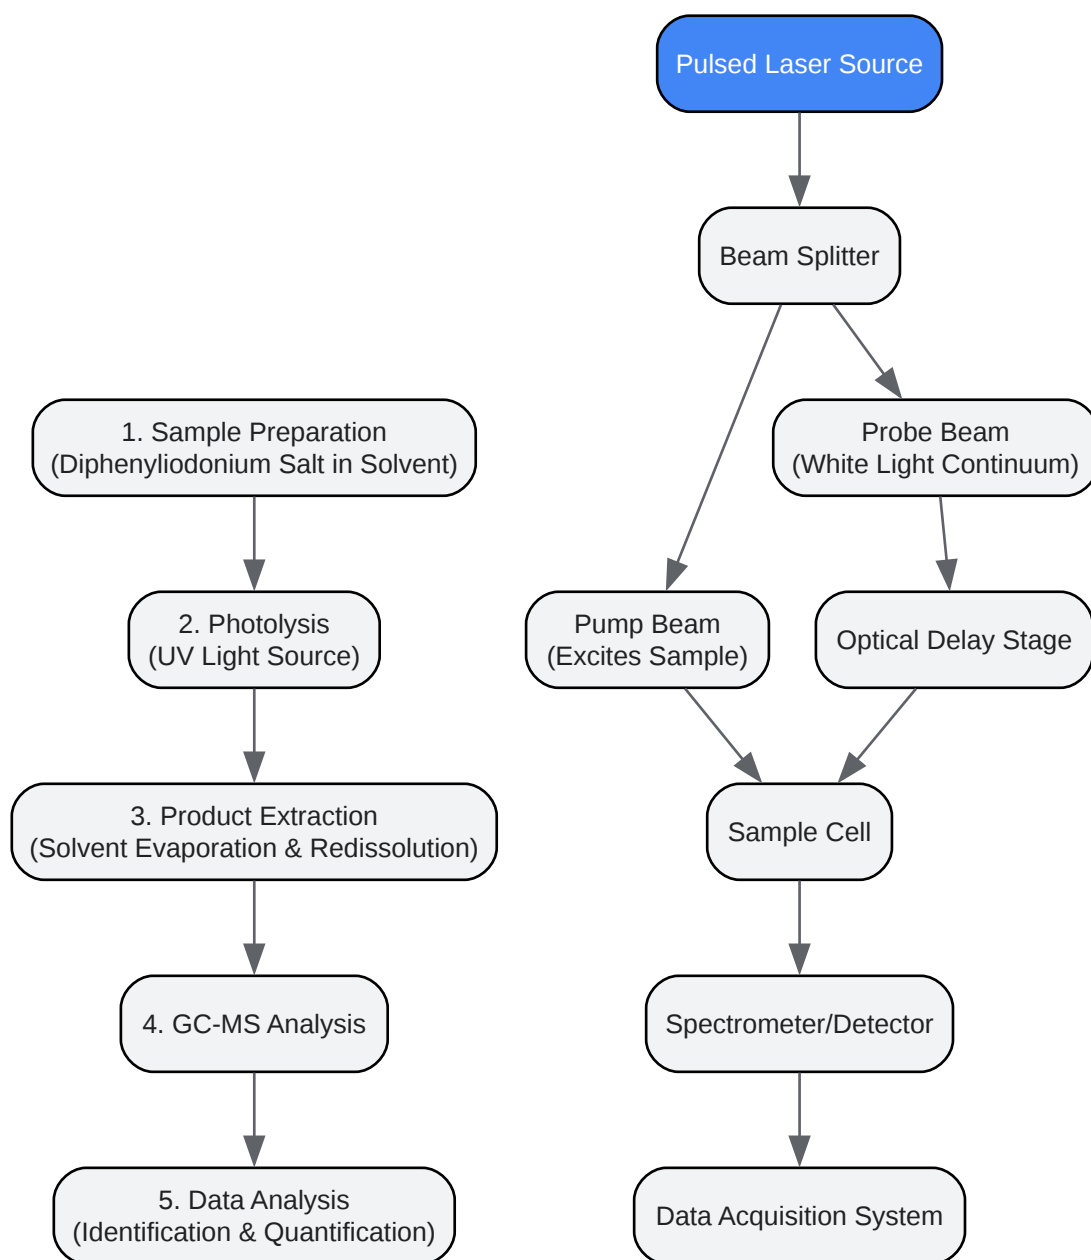 Pulsed Laser Source
Beam Splitter
1. Sample Preparation
(Diphenyliodonium Salt in Solvent)
Probe Beam
(White Light Continuum)
2. Photolysis
(UV Light Source)
Pump Beam
(Excites Sample)
Optical Delay Stage
3. Product Extraction
(Solvent Evaporation & Redissolution)
Sample Cell
4. GC-MS Analysis
Spectrometer/Detector
5. Data Analysis
(Identification & Quantification)
Data Acquisition System